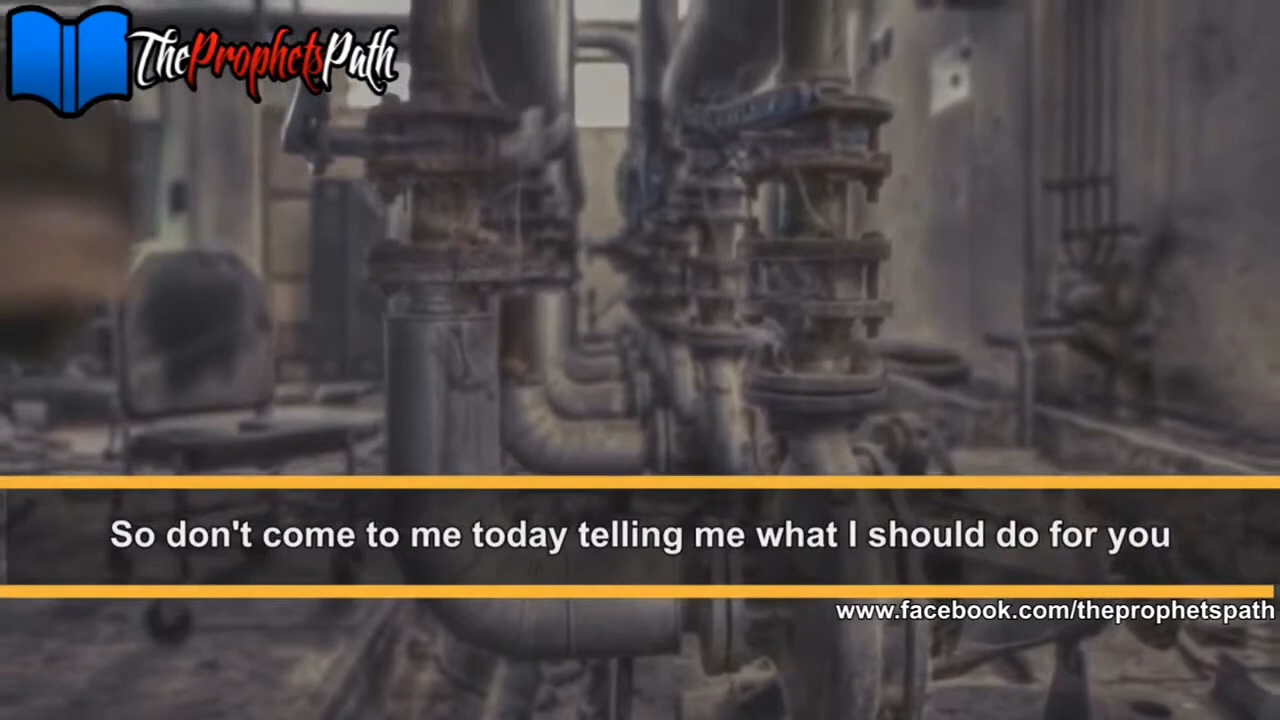 TheProphetsPath
So don't come to me today telling me what I should do for you
www.facebook.com/theprophetspath